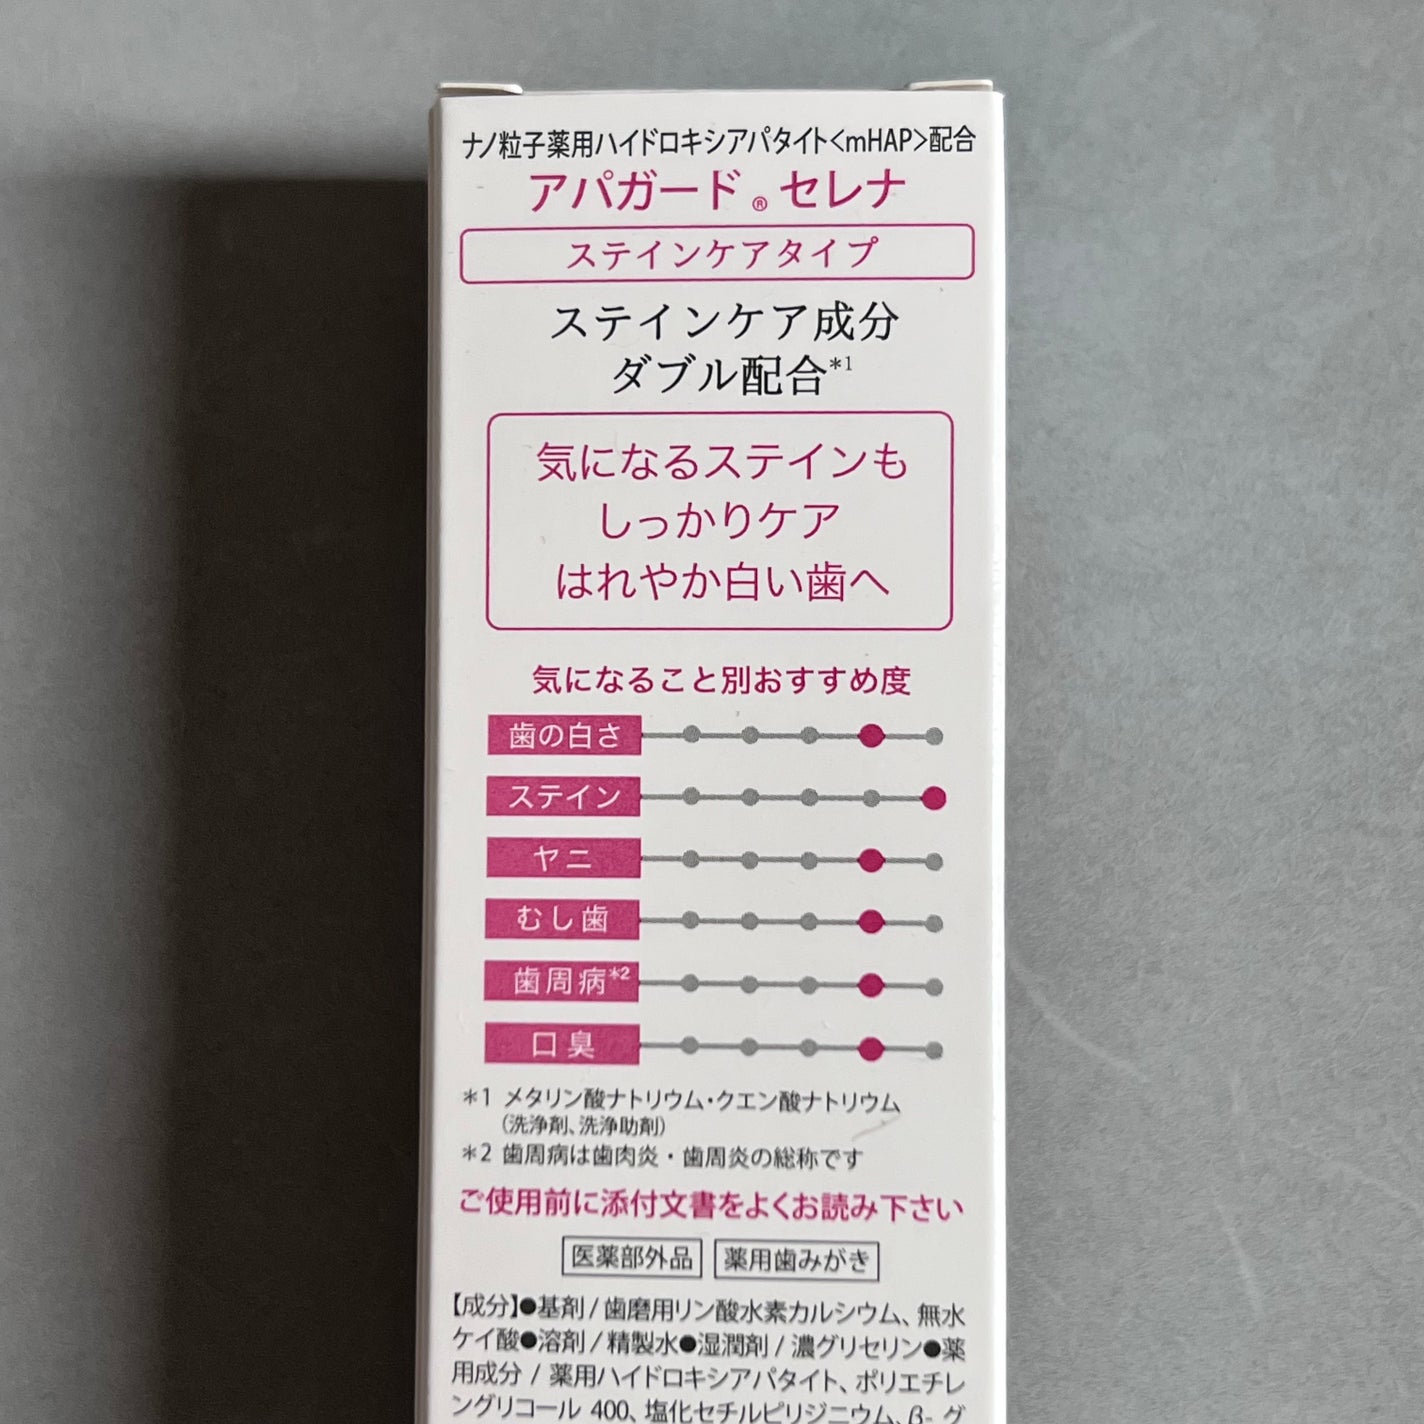 ナノ粒子薬用ハイドロキシアパタイト<mHAP>配合
アパガード®セレナ
ステインケアタイプ
ステインケア成分
ダブル配合*1
気になるステインも
しっかりケア
はれやか白い歯へ
気になること別おすすめ度
歯の白さ
ステイン
ヤニ
むし歯
歯周病*2
口臭
*1 メタリン酸ナトリウム・クエン酸ナトリウム
(洗浄剤、洗浄助剤)
*2 歯周病は歯肉炎・歯周炎の総称です
ご使用前に添付文書をよくお読み下さい
医薬部外品 薬用歯みがき
【成分】●基剤/歯磨用リン酸水素カルシウム、無水
ケイ酸●溶剤/精製水●湿潤剤/濃グリセリン●薬
用成分/薬用ハイドロキシアパタイト、ポリエチレ
ングリコール 400、塩化セチルピリジニウム、β-グ